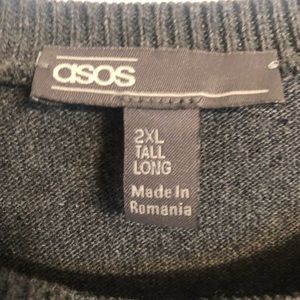 asos
2XL
TALL
LONG
Made In
Romania